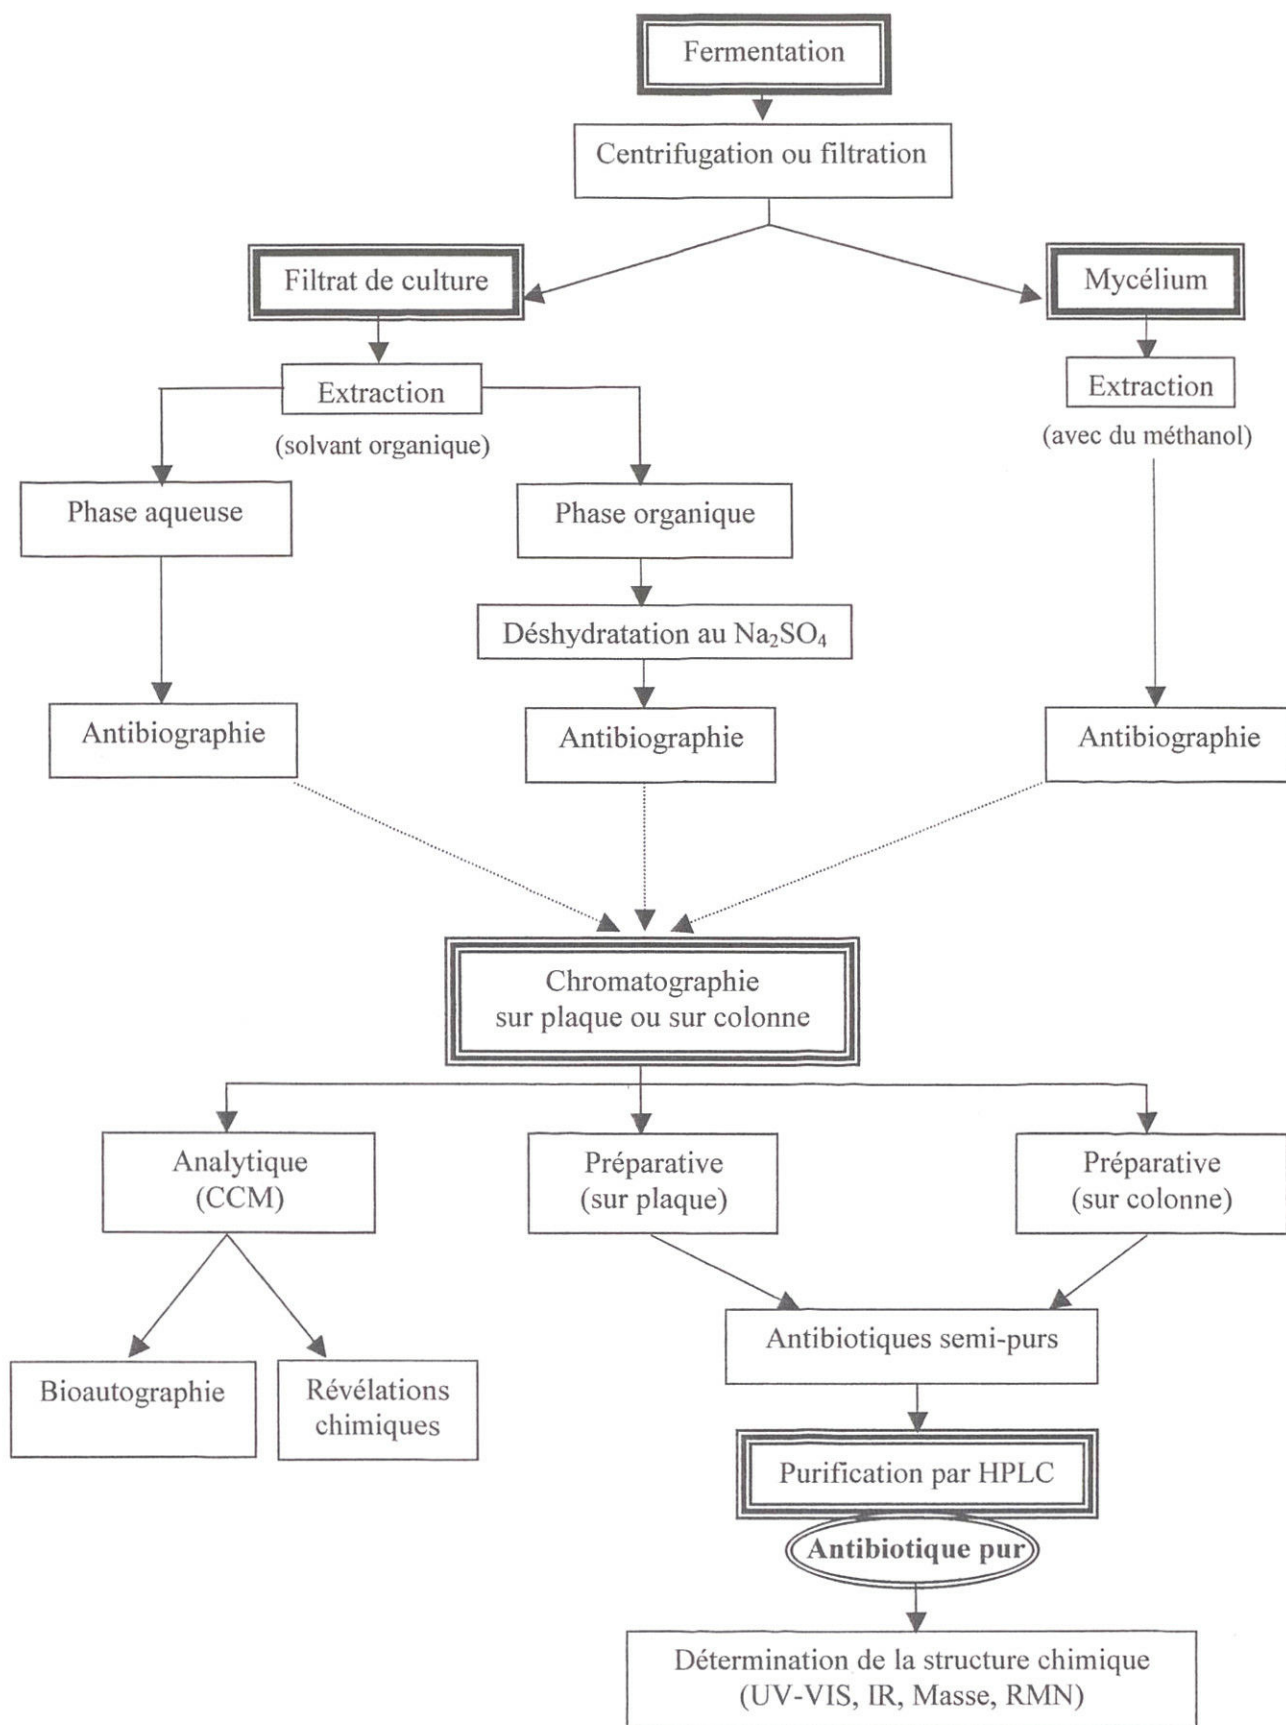 Fermentation
Centrifugation ou filtration
Filtrat de culture
Mycélium
Extraction
(solvant organique)
Extraction
(avec du méthanol)
Phase aqueuse
Phase organique
Déshydratation au Na₂SO₄
Antibiographie
Antibiographie
Antibiographie
Chromatographie
sur plaque ou sur colonne
Analytique
(CCM)
Préparative
(sur plaque)
Préparative
(sur colonne)
Antibiotiques semi-purs
Bioautographie
Révélations
chimiques
Purification par HPLC
Antibiotique pur
Détermination de la structure chimique
(UV-VIS, IR, Masse, RMN)